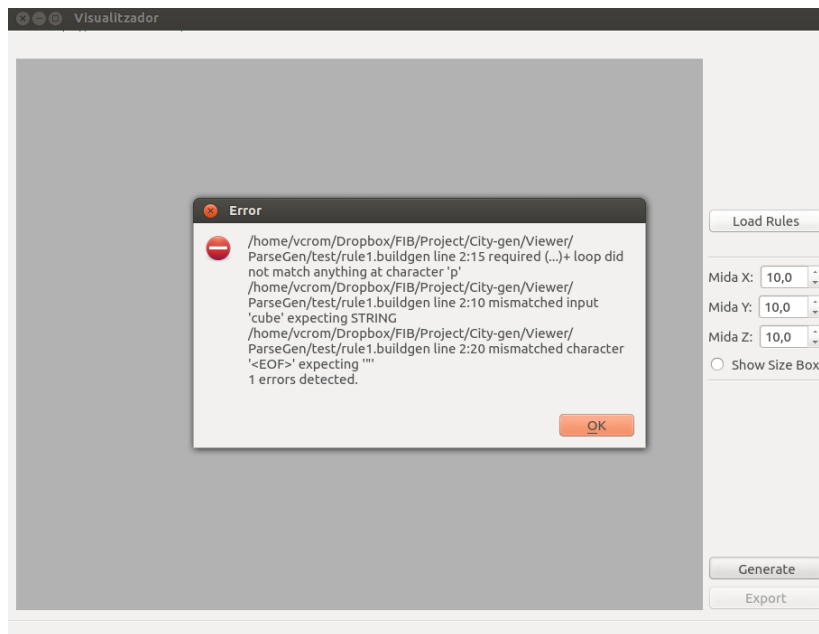 Visualitzador
Error
/home/vcrom/Dropbox/FIB/Project/City-gen/Viewer/
ParseGen/test/rule1.buildgen line 2:15 required (...)+ loop did
not match anything at character 'p'
/home/vcrom/Dropbox/FIB/Project/City-gen/Viewer/
ParseGen/test/rule1.buildgen line 2:10 mismatched input
'cube' expecting STRING
/home/vcrom/Dropbox/FIB/Project/City-gen/Viewer/
ParseGen/test/rule1.buildgen line 2:20 mismatched character
'<EOF>' expecting '"'
1 errors detected.
OK
Load Rules
Mida X: 10,0
Mida Y: 10,0
Mida Z: 10,0
Show Size Box
Generate
Export